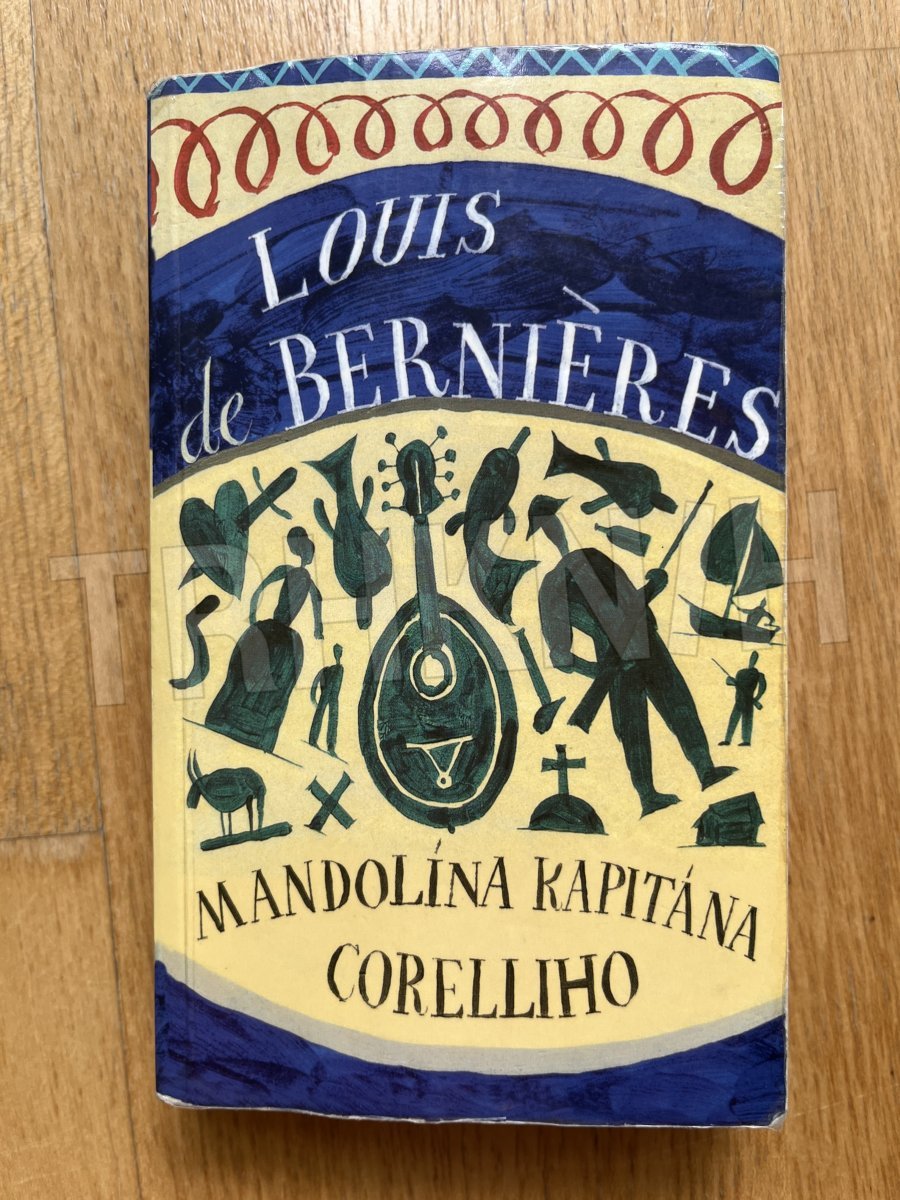 LOUIS
de BERNIÈRES
MANDOLÍNA KAPITÁNA
CORELLIHO